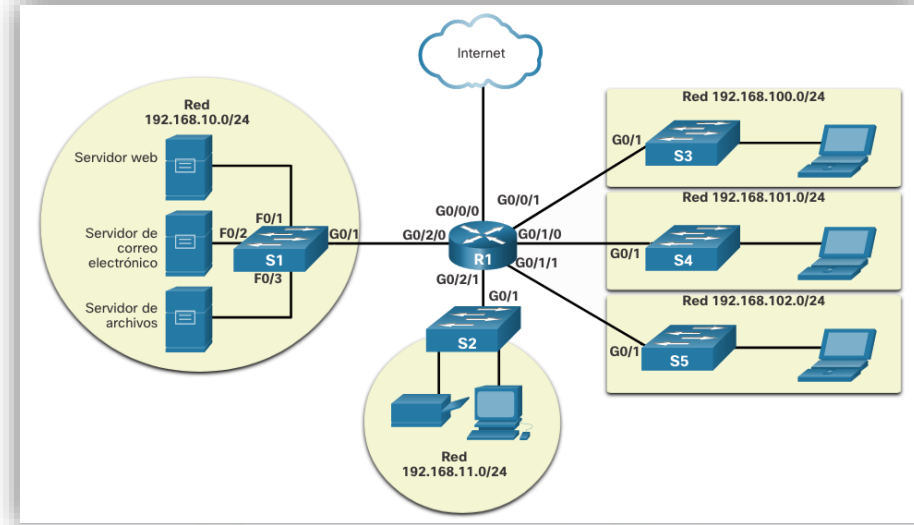 Internet
Red
192.168.10.0/24
Servidor web
Servidor de
correo
electrónico
Servidor de
archivos
F0/1
F0/2
F0/3
S1
G0/1
G0/2/0
G0/0/0
G0/0/1
R1
G0/1/0
G0/1/1
G0/2/1
G0/1
S2
Red
192.168.11.0/24
Red 192.168.100.0/24
G0/1
S3
Red 192.168.101.0/24
G0/1
S4
Red 192.168.102.0/24
G0/1
S5